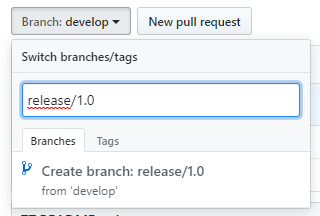 Branch: develop New pull request
Switch branches/tags
release/1.0
Branches Tags
Create branch: release/1.0
from 'develop'